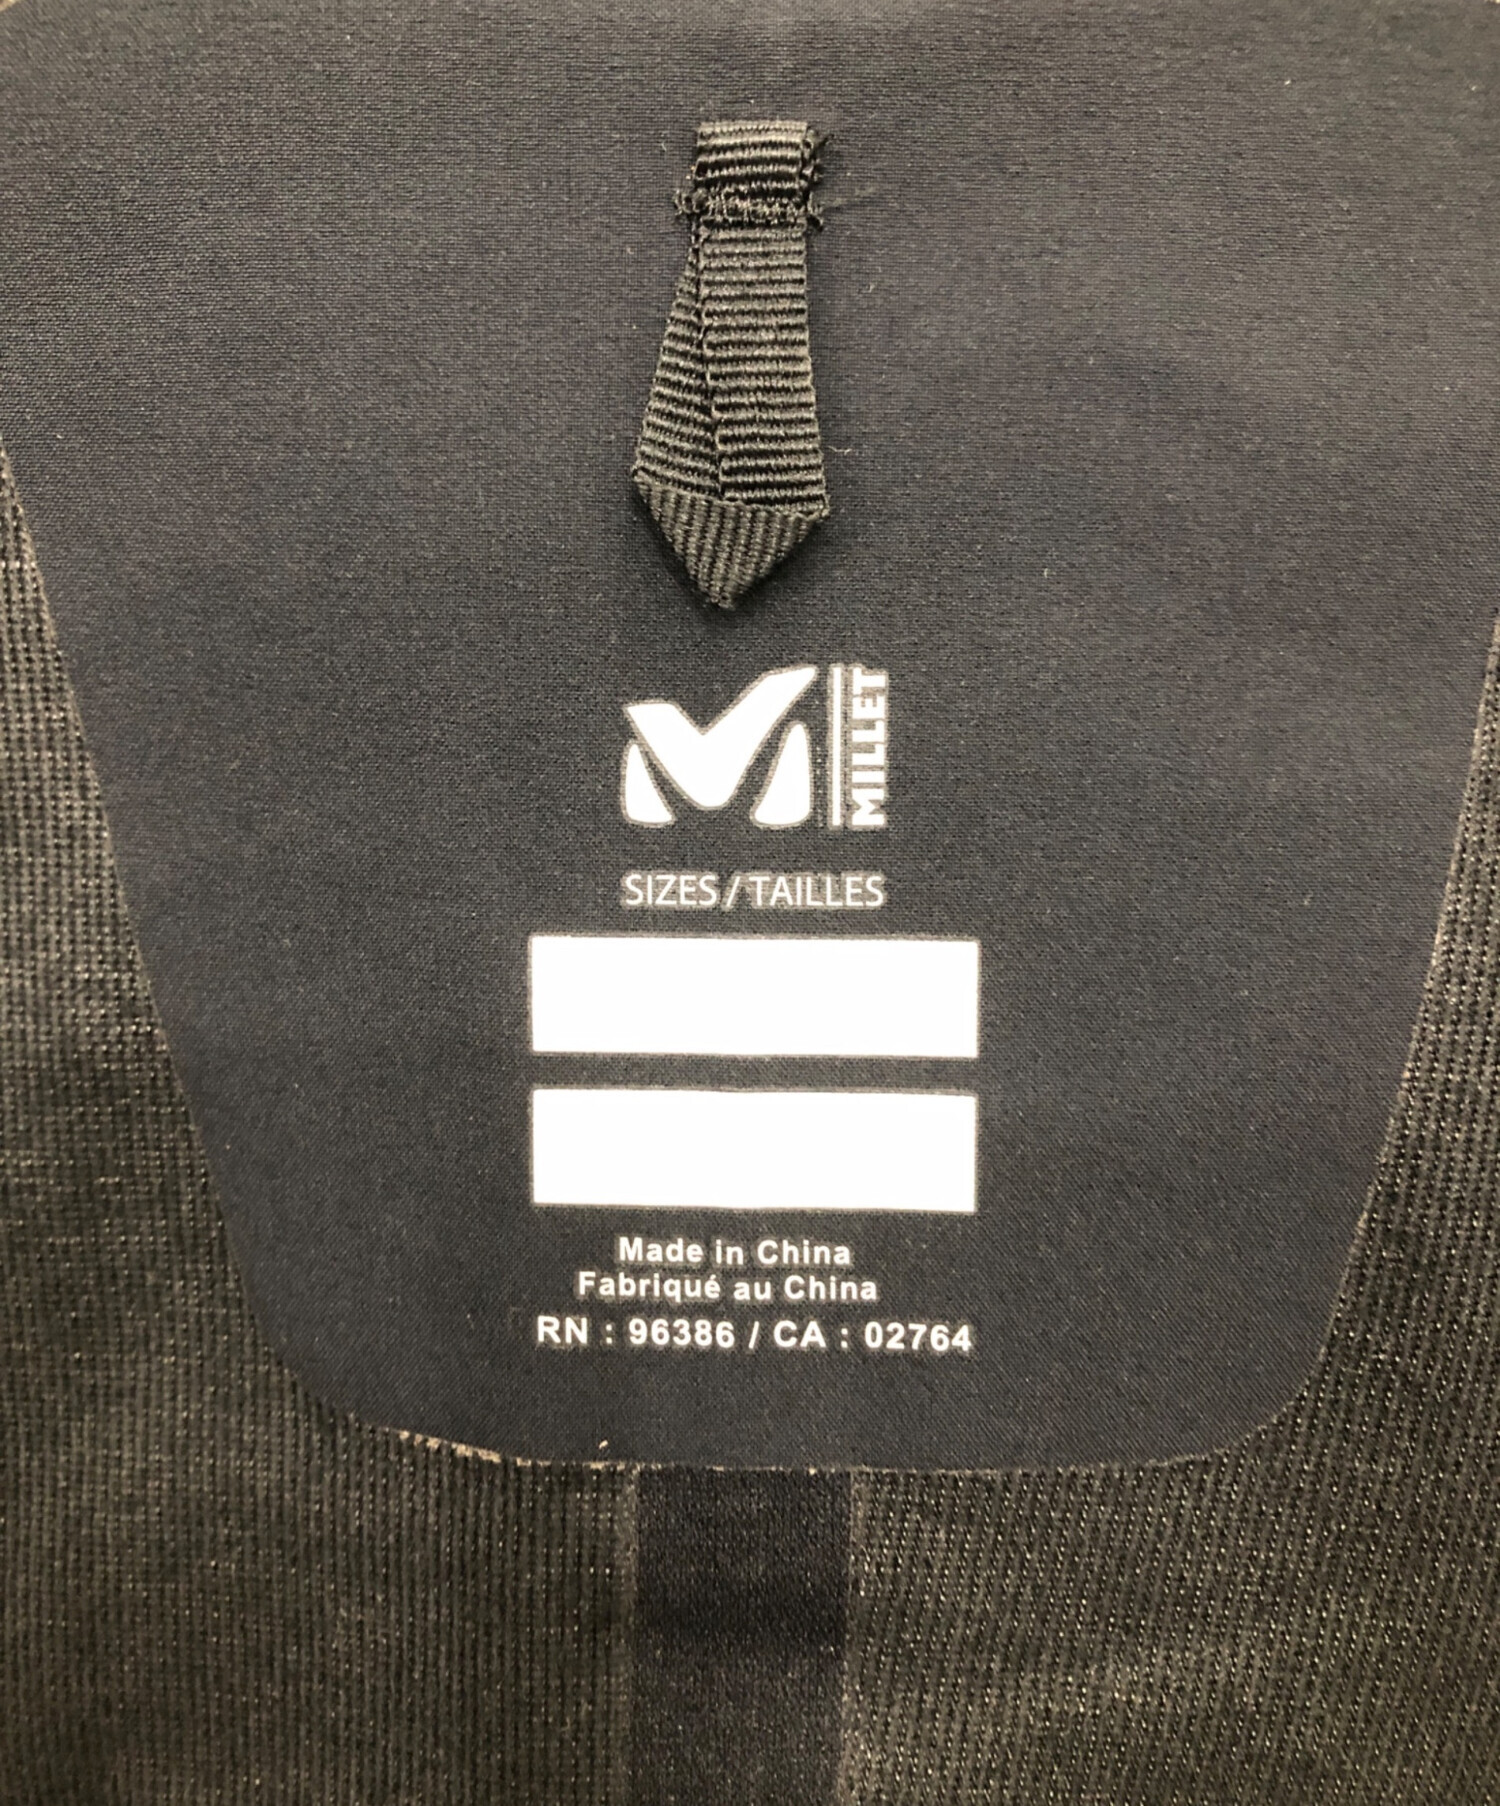 MILLET
SIZES / TAILLES
Made in China
Fabriqué au China
RN : 96386 / CA : 02764